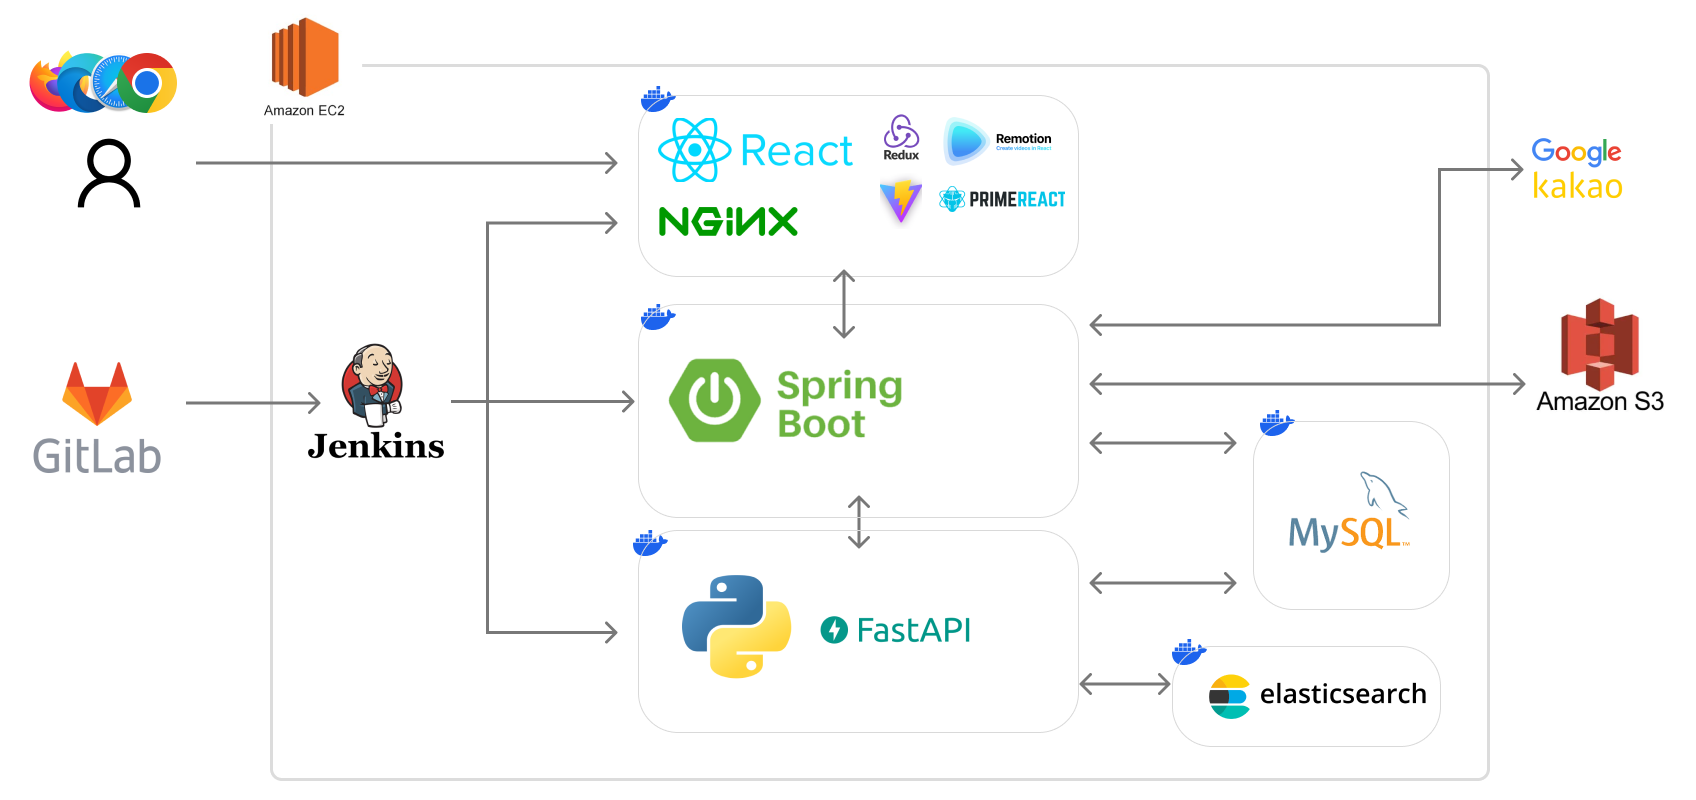 Amazon EC2
React
Redux
Remotion
Create videos in React
NGINX
PRIMEREACT
Google
kakao
Spring
Boot
Amazon S3
GitLab
Jenkins
MySQL™
FastAPI
elasticsearch